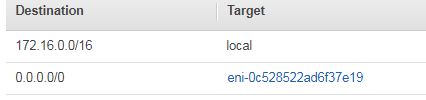 Destination Target
172.16.0.0/16 local
0.0.0.0/0 eni-0c528522ad6f37e19